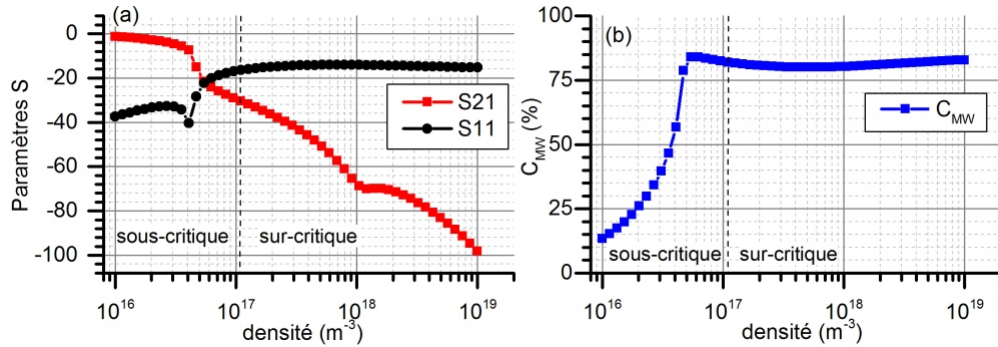 (a)
Paramètres S
0
-20
-40
-60
-80
-100
S21
S11
sous-critique
sur-critique
10^16
10^17
10^18
10^19
densité (m^-3)
(b)
C_MW (%)
100
75
50
25
0
C_MW
sous-critique
sur-critique
10^16
10^17
10^18
10^19
densité (m^-3)